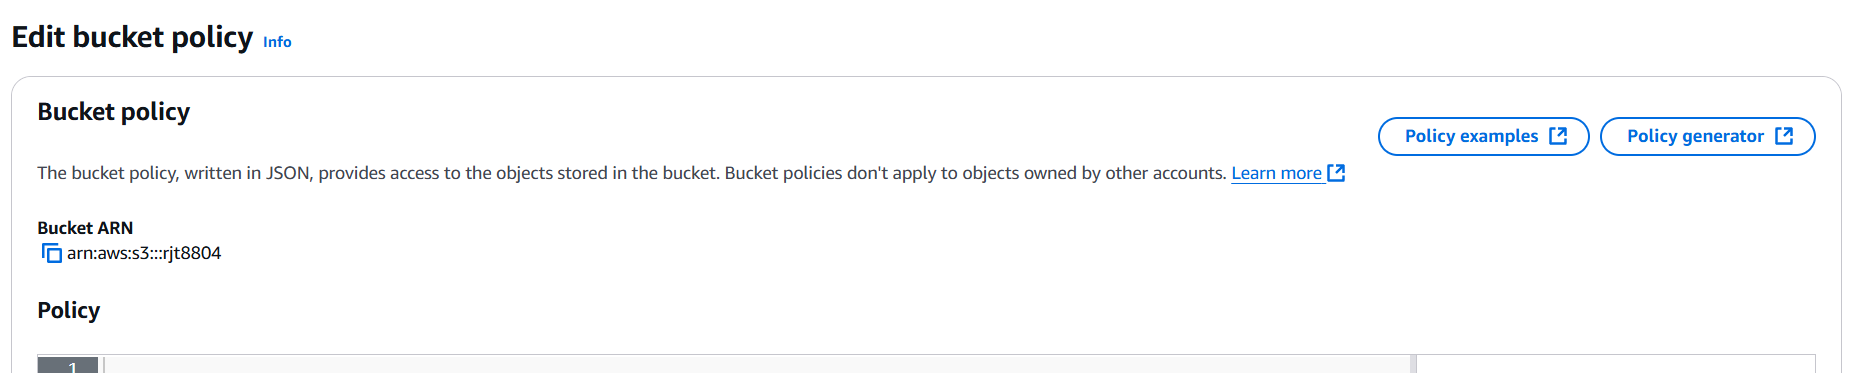 Edit bucket policy Info
Bucket policy
Policy examples
Policy generator
The bucket policy, written in JSON, provides access to the objects stored in the bucket. Bucket policies don't apply to objects owned by other accounts. Learn more
Bucket ARN
arn:aws:s3:::rjt8804
Policy
1